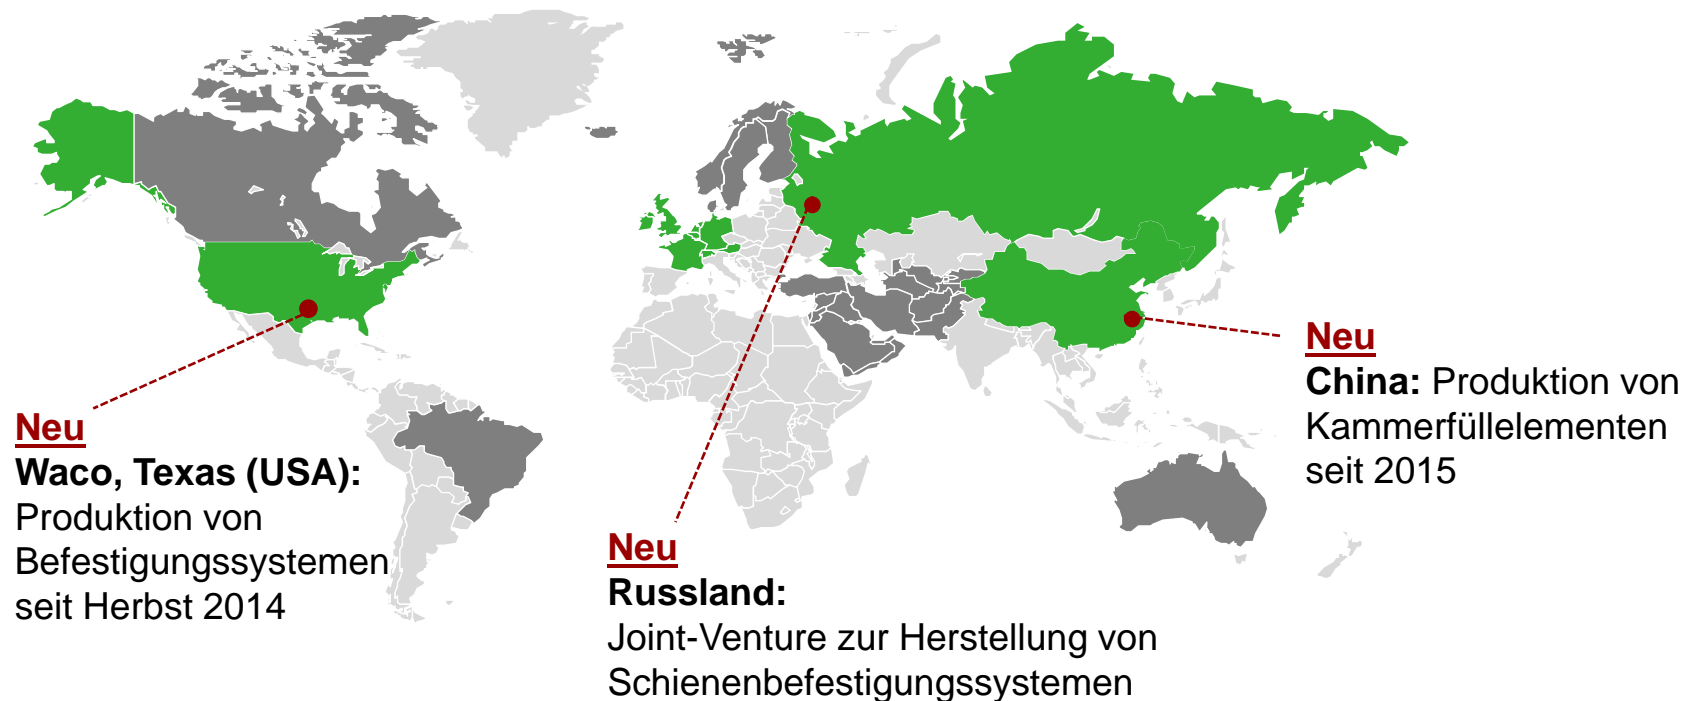 Neu
Waco, Texas (USA):
Produktion von
Befestigungssystemen
seit Herbst 2014
Neu
Russland:
Joint-Venture zur Herstellung von
Schienenbefestigungssystemen
Neu
China: Produktion von
Kammerfüllelementen
seit 2015